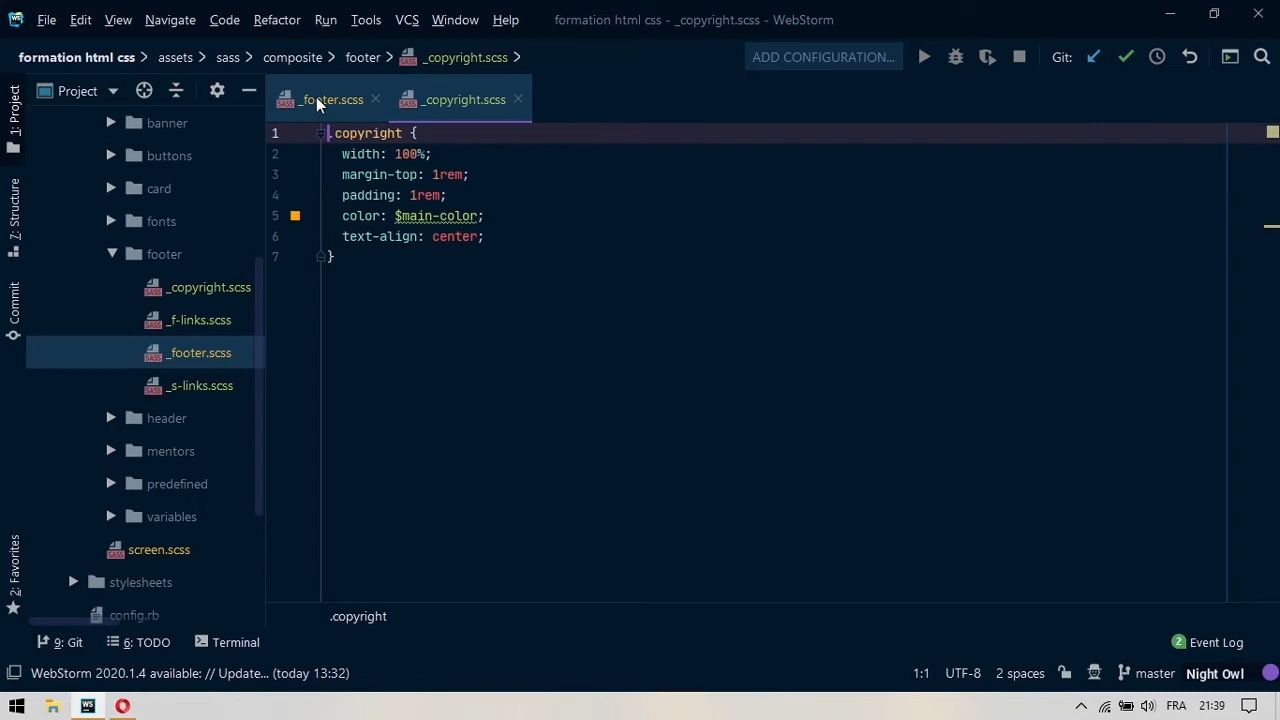 File Edit View Navigate Code Refactor Run Tools VCS Window Help formation html css - _copyright.scss - WebStorm
formation html css assets sass composite footer _copyright.scss ADD CONFIGURATION... Git:
1: Project
7: Structure
Commit
2: Favorites
Project
banner
buttons
card
fonts
footer
_copyright.scss
_f-links.scss
_footer.scss
_s-links.scss
header
mentors
predefined
variables
screen.scss
stylesheets
config.rb
_footer.scss _copyright.scss
1 .copyright {
2 width: 100%;
3 margin-top: 1rem;
4 padding: 1rem;
5 color: $main-color;
6 text-align: center;
7 }
.copyright
9: Git 6: TODO Terminal 2 Event Log
WebStorm 2020.1.4 available: // Update... (today 13:32) 1:1 UTF-8 2 spaces master Night Owl
WS FRA 21:39